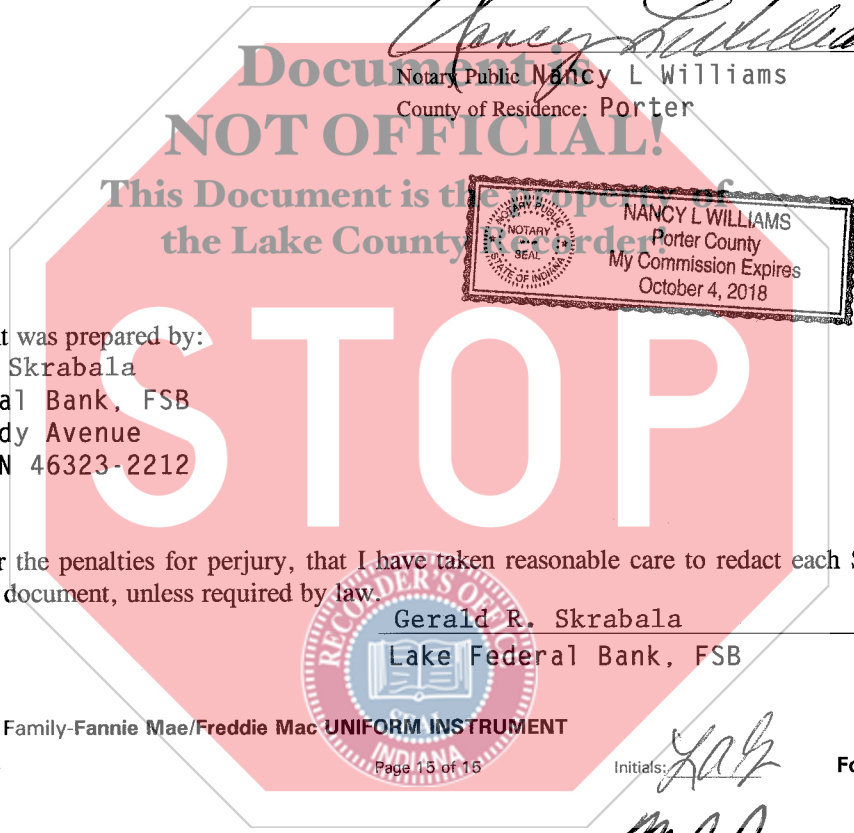 Nancy L Willia
Document is
Notary Public Nancy L Williams
County of Residence: Porter
NOT OFFICIAL!
This Document is the property of
the Lake County Recorder!
NOTARY PUBLIC
NOTARY
SEAL
STATE OF INDIANA
NANCY L WILLIAMS
Porter County
My Commission Expires
October 4, 2018
t was prepared by:
Skrabala
al Bank, FSB
dy Avenue
N 46323-2212
STOP
r the penalties for perjury, that I have taken reasonable care to redact each S
document, unless required by law.
Gerald R. Skrabala
Lake Federal Bank, FSB
RECORDER'S OFFICE
SEAL
INDIANA
Family-Fannie Mae/Freddie Mac UNIFORM INSTRUMENT
Page 15 of 16
Initials:
Fo